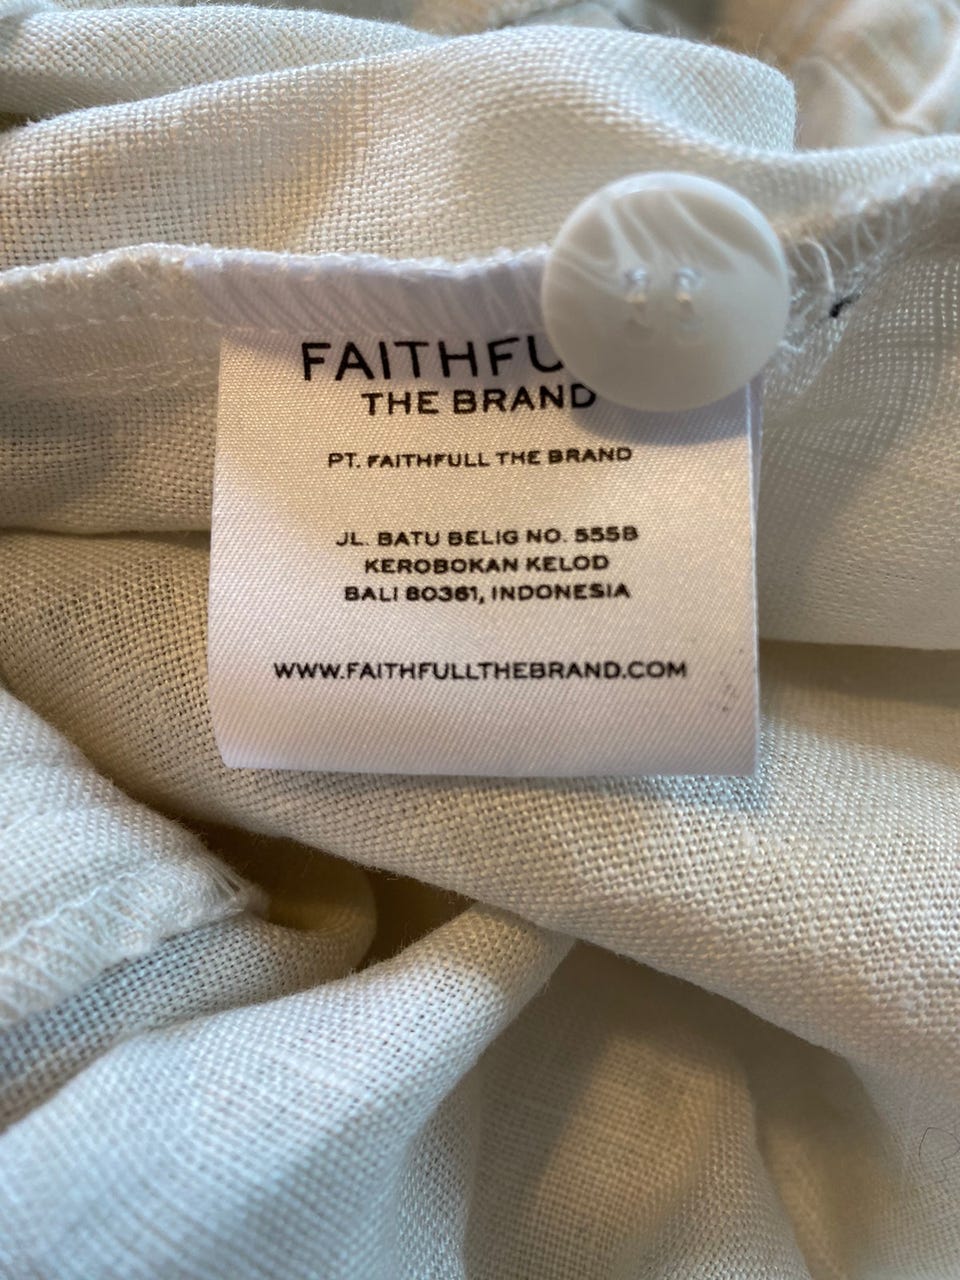 FAITHFU
THE BRAND
PT. FAITHFULL THE BRAND
JL. BATU BELIG NO. 555B
KEROBOKAN KELOD
BALI 80361, INDONESIA
WWW.FAITHFULLTHEBRAND.COM